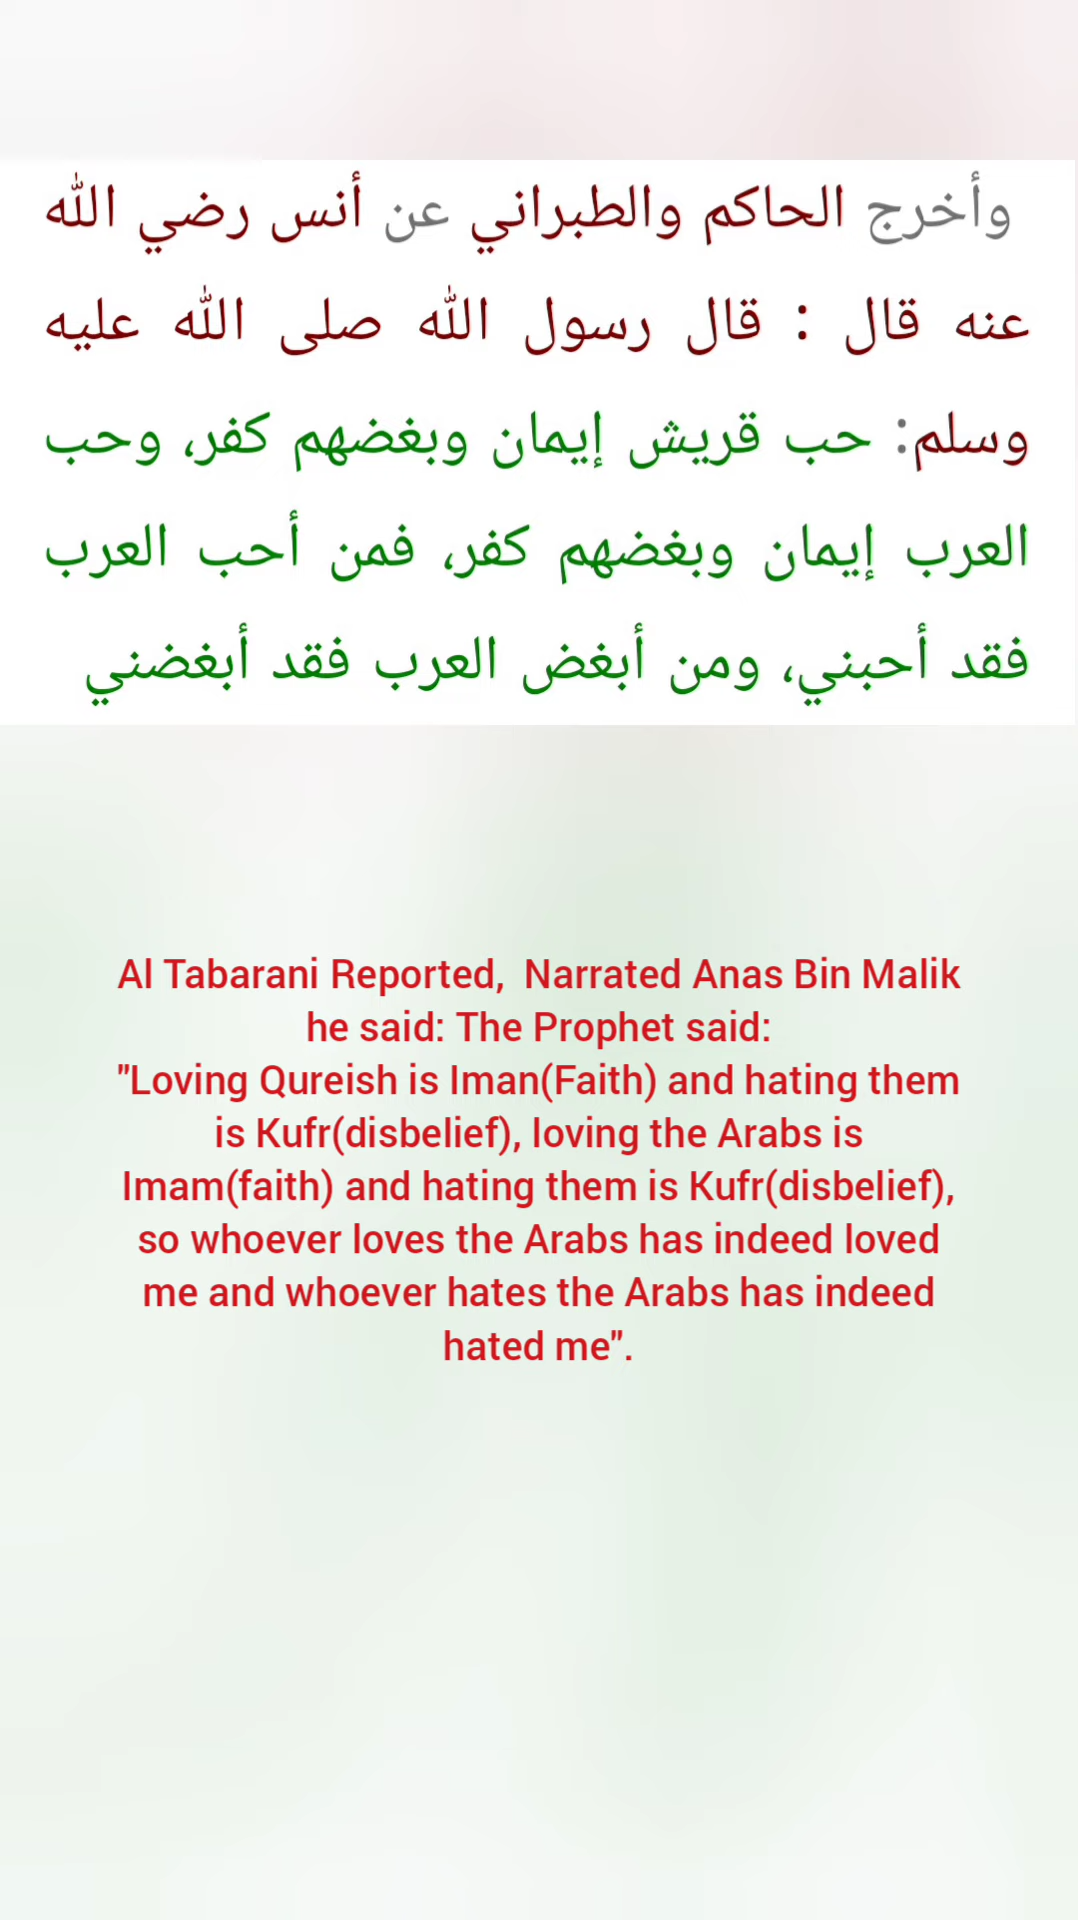 وأخرج الحاكم والطبراني عن أنس رضي الله
عنه قال : قال رسول الله صلى الله عليه
وسلم: حب قريش إيمان وبغضهم كفر، وحب
العرب إيمان وبغضهم كفر، فمن أحب العرب
فقد أحبني، ومن أبغض العرب فقد أبغضني
Al Tabarani Reported,  Narrated Anas Bin Malik
he said: The Prophet said:
"Loving Qureish is Iman(Faith) and hating them
is Kufr(disbelief), loving the Arabs is
Imam(faith) and hating them is Kufr(disbelief),
so whoever loves the Arabs has indeed loved
me and whoever hates the Arabs has indeed
hated me".